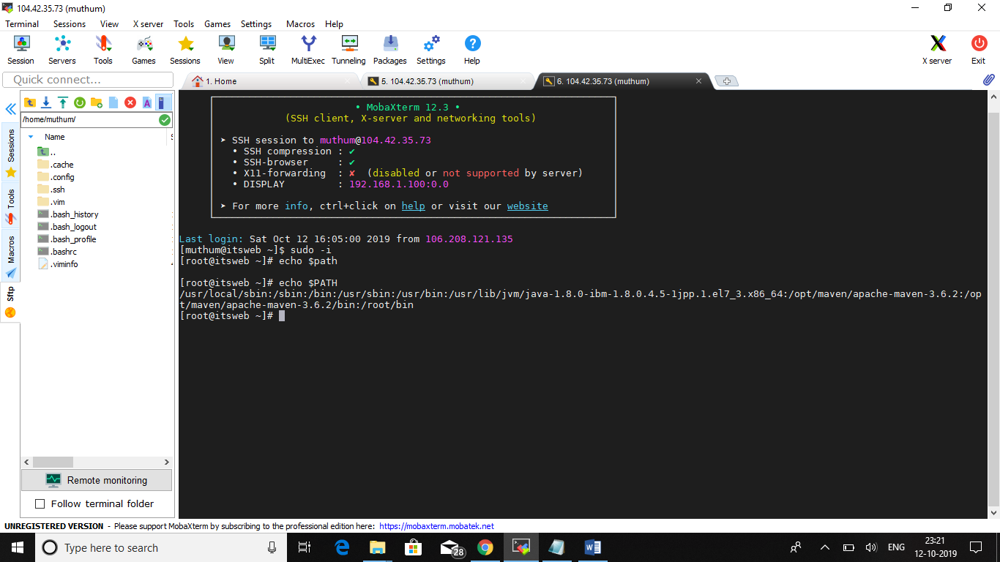 104.42.35.73 (muthum)
Terminal Sessions View X server Tools Games Settings Macros Help
Session Servers Tools Games Sessions View Split MultiExec Tunneling Packages Settings Help X server Exit
Quick connect...
1. Home
5. 104.42.35.73 (muthum)
6. 104.42.35.73 (muthum)
/home/muthum/
Name
..
.cache
.config
.ssh
.vim
.bash_history
.bash_logout
.bash_profile
.bashrc
.viminfo
Sessions
Tools
Macros
Sftp
Remote monitoring
Follow terminal folder
• MobaXterm 12.3 •
(SSH client, X-server and networking tools)
➤ SSH session to muthum@104.42.35.73
• SSH compression : ✔
• SSH-browser : ✔
• X11-forwarding : ✘ (disabled or not supported by server)
• DISPLAY : 192.168.1.100:0.0
➤ For more info, ctrl+click on help or visit our website
Last login: Sat Oct 12 16:05:00 2019 from 106.208.121.135
[muthum@itsweb ~]$ sudo -i
[root@itsweb ~]# echo $path
[root@itsweb ~]# echo $PATH
/usr/local/sbin:/sbin:/bin:/usr/sbin:/usr/bin:/usr/lib/jvm/java-1.8.0-ibm-1.8.0.4.5-1jpp.1.el7_3.x86_64:/opt/maven/apache-maven-3.6.2:/op
t/maven/apache-maven-3.6.2/bin:/root/bin
[root@itsweb ~]#
UNREGISTERED VERSION - Please support MobaXterm by subscribing to the professional edition here: https://mobaxterm.mobatek.net
Type here to search
28
ENG
23:21
12-10-2019